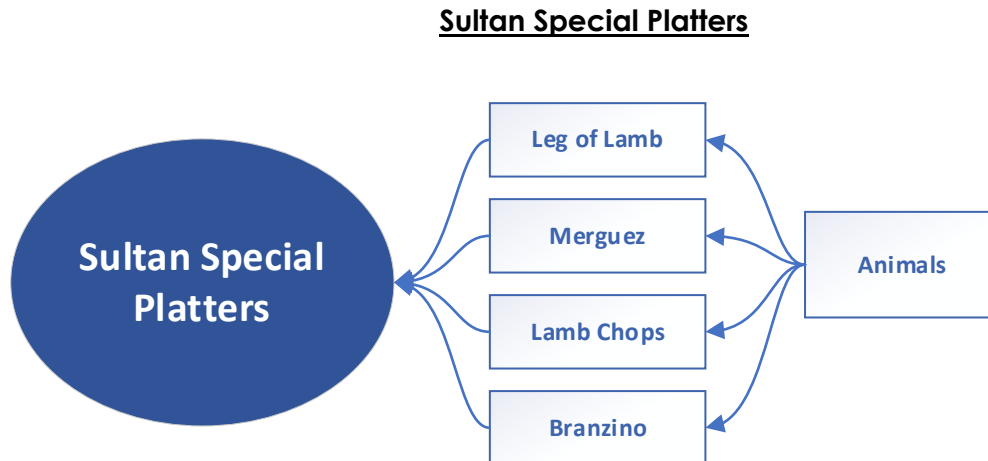 Sultan Special Platters
Sultan Special
Platters
Leg of Lamb
Merguez
Lamb Chops
Branzino
Animals